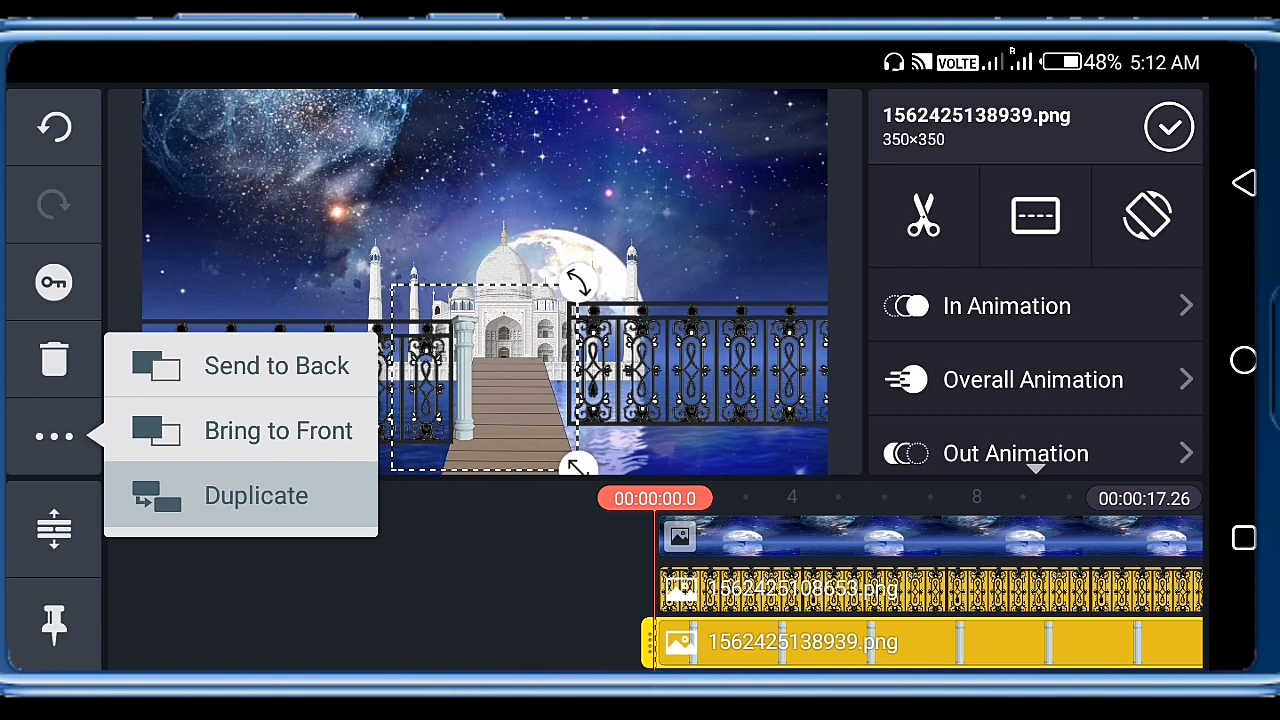 R
VOLTE 48% 5:12 AM
1562425138939.png
350×350
In Animation
Overall Animation
Out Animation
Send to Back
Bring to Front
Duplicate
00:00:00.0 4 8 00:00:17.26
1562425108653.png
1562425138939.png